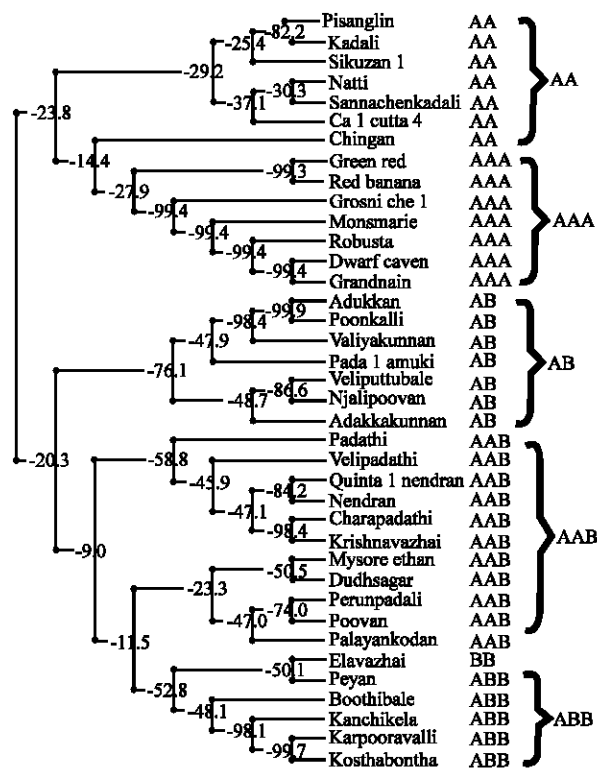 Pisanglin AA
-82.2
-25.4
Kadali AA
Sikuzan 1 AA
-29.2
Natti AA
-30.3
AA
Sannachenkadali AA
-37.1
-23.8
Ca 1 cutta 4 AA
Chingan AA
-14.4
Green red AAA
-99.3
Red banana AAA
-27.9
Grosni che 1 AAA
-99.4
Monsmarie AAA
AAA
-99.4
Robusta AAA
-99.4
Dwarf caven AAA
-99.4
Grandnain AAA
Adukkan AB
-99.9
Poonkalli AB
-98.4
-47.9
Valiyakunnan AB
Pada 1 amuki AB
AB
-76.1
Veliputtubale AB
-86.6
Njalipoovan AB
-48.7
Adakkakunnan AB
Padathi AAB
-58.8
-20.3
Velipadathi AAB
-45.9
Quinta 1 nendran AAB
-84.2
Nendran AAB
-47.1
Charapadathi AAB
-98.4
AAB
Krishnavazhai AAB
-9.0
Mysore ethan AAB
-50.5
Dudhsagar AAB
-23.3
Perunpadali AAB
-74.0
Poovan AAB
-47.0
Palayankodan AAB
-11.5
Elavazhai BB
-50.1
Peyan ABB
-52.8
Boothibale ABB
-48.1
Kanchikela ABB
ABB
-98.1
Karpooravalli ABB
-99.7
Kosthabontha ABB